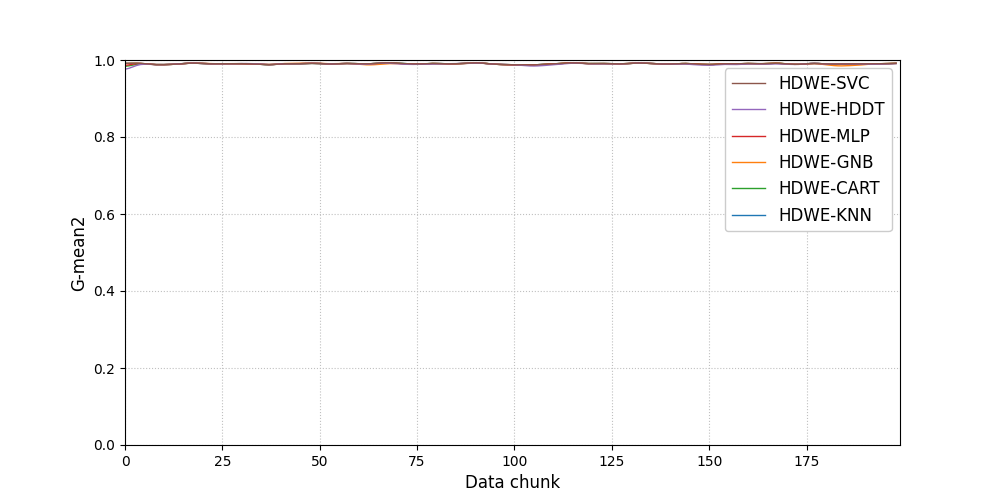 1.0
0.8
0.6
0.4
0.2
0.0
G-mean2
HDWE-SVC
HDWE-HDDT
HDWE-MLP
HDWE-GNB
HDWE-CART
HDWE-KNN
0 25 50 75 100 125 150 175
Data chunk